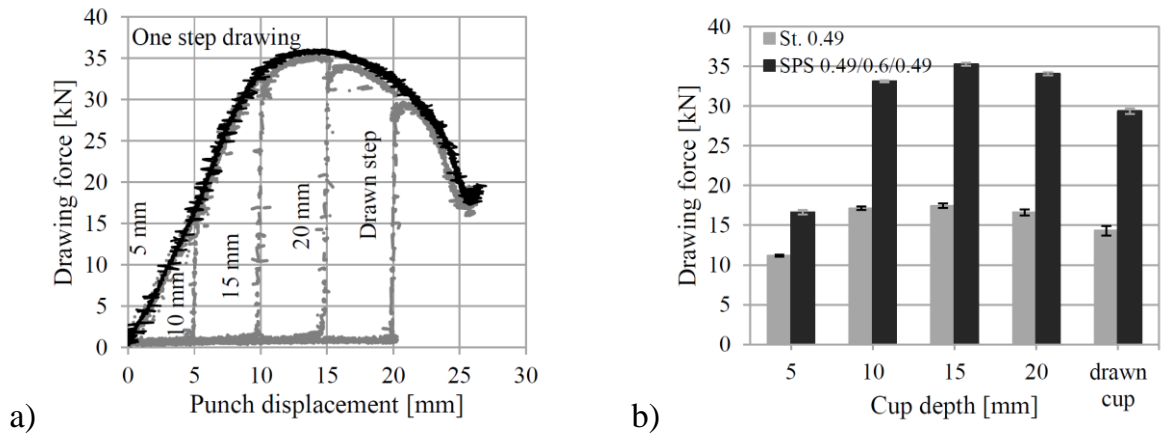 40
35
30
25
20
15
10
5
0
Drawing force [kN]
One step drawing
5 mm
10 mm
15 mm
20 mm
Drawn step
0 5 10 15 20 25 30
Punch displacement [mm]
a)
40
35
30
25
20
15
10
5
0
Drawing force [kN]
St. 0.49
SPS 0.49/0.6/0.49
5 10 15 20 drawn
cup
Cup depth [mm]
b)